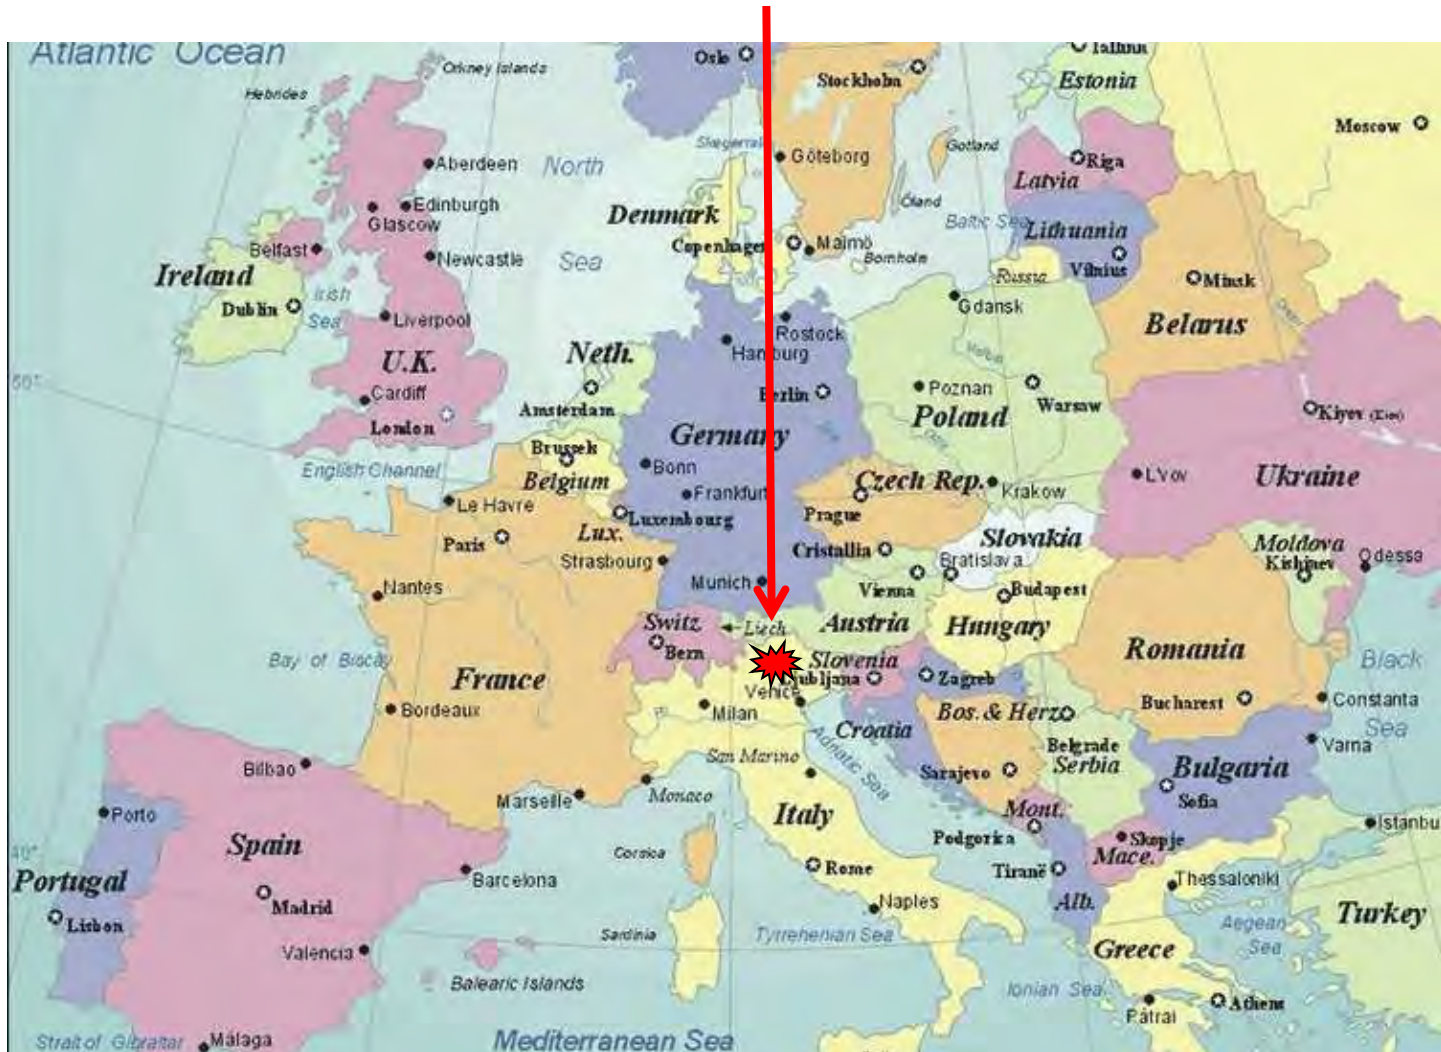 Atlantic Ocean
Oslo
Orkney Islands
Hebrides
Stockholm
Tallinn
Estonia
Moscow
Aberdeen
North
Skagerrak
Göteborg
Gotland
Riga
Latvia
Edinburgh
Glascow
Denmark
Öland
Baltic Sea
Lithuania
Belfast
Newcastle
Sea
Copenhagen
Malmö
Bornholm
Vilnius
Ireland
Russia
Minsk
Dublin
Irish
Sea
Liverpool
Gdansk
Belarus
Rostock
U.K.
Neth.
Hamburg
50°
Cardiff
Amsterdam
Berlin
Poznan
Warsaw
Kiyev (Kiev)
London
Germany
Poland
English Channel
Brussek
Belgium
Bonn
Frankfurt
Czech Rep.
Krakow
L'vov
Ukraine
Le Havre
Luxembourg
Lux.
Prague
Paris
Strasbourg
Cristallia
Slovakia
Bratislava
Moldova
Kishinev
Odessa
Nantes
Munich
Vienna
Budapest
Switz
Liech
Austria
Hungary
Bern
Bay of Biscay
France
Slovenia
Ljubljana
Zagreb
Romania
Black
Venice
Bordeaux
Milan
Bos. & Herz
Bucharest
Constanta
Sea
Croatia
Belgrade
Serbia
Varna
San Marino
Adriatic Sea
Bilbao
Sarajevo
Bulgaria
Sofia
Marseille
Monaco
Italy
Mont.
Porto
Podgorica
Skopje
Istanbu
Spain
Corsica
Mace.
40°
Portugal
Barcelona
Rome
Tiranë
Thessaloniki
Madrid
Naples
Alb.
Turkey
Lisbon
Sardinia
Tyrrehenian Sea
Aegean
Sea
Valencia
Greece
Balearic Islands
Ionian Sea
Athens
Pátrai
Strait of Gibraltar
Málaga
Mediterranean Sea